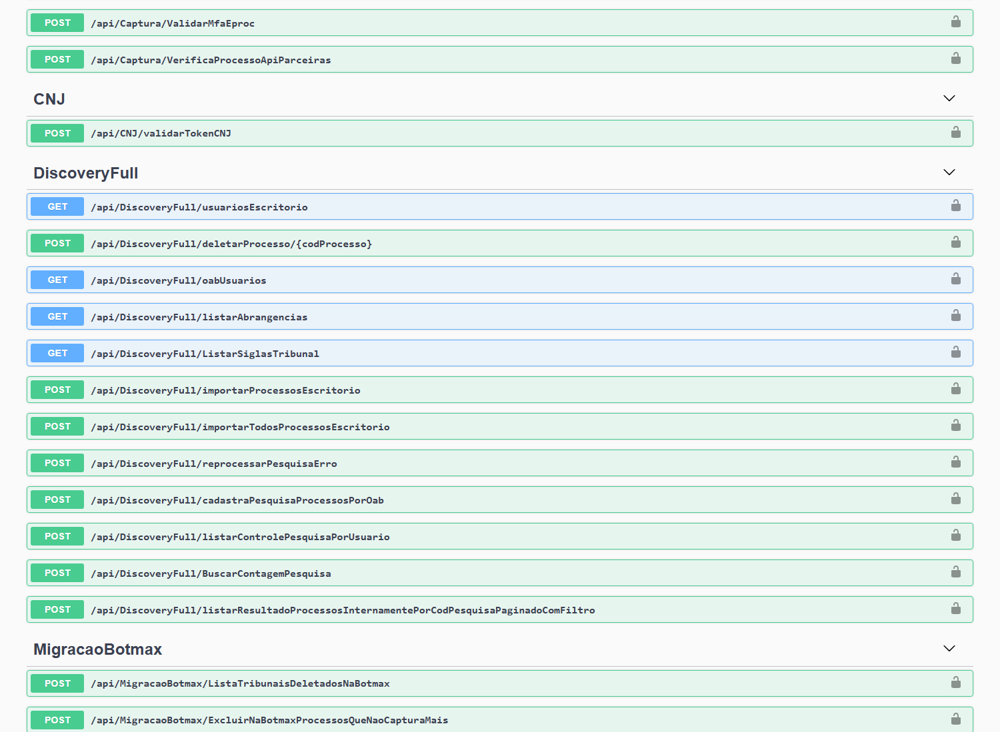 POST /api/Captura/ValidarMfaEproc
POST /api/Captura/VerificaProcessoApiParceiras
CNJ
POST /api/CNJ/validarTokenCNJ
DiscoveryFull
GET /api/DiscoveryFull/usuariosEscritorio
POST /api/DiscoveryFull/deletarProcesso/{codProcesso}
GET /api/DiscoveryFull/oabUsuarios
GET /api/DiscoveryFull/listarAbrangencias
GET /api/DiscoveryFull/ListarSiglasTribunal
POST /api/DiscoveryFull/importarProcessosEscritorio
POST /api/DiscoveryFull/importarTodosProcessosEscritorio
POST /api/DiscoveryFull/reprocessarPesquisaErro
POST /api/DiscoveryFull/cadastraPesquisaProcessosPorOab
POST /api/DiscoveryFull/listarControlePesquisaPorUsuario
POST /api/DiscoveryFull/BuscarContagemPesquisa
POST /api/DiscoveryFull/listarResultadoProcessosInternamentePorCodPesquisaPaginadoComFiltro
MigracaoBotmax
POST /api/MigracaoBotmax/ListaTribunaisDeletadosNaBotmax
POST /api/MigracaoBotmax/ExcluirNaBotmaxProcessosQueNaoCapturaMais